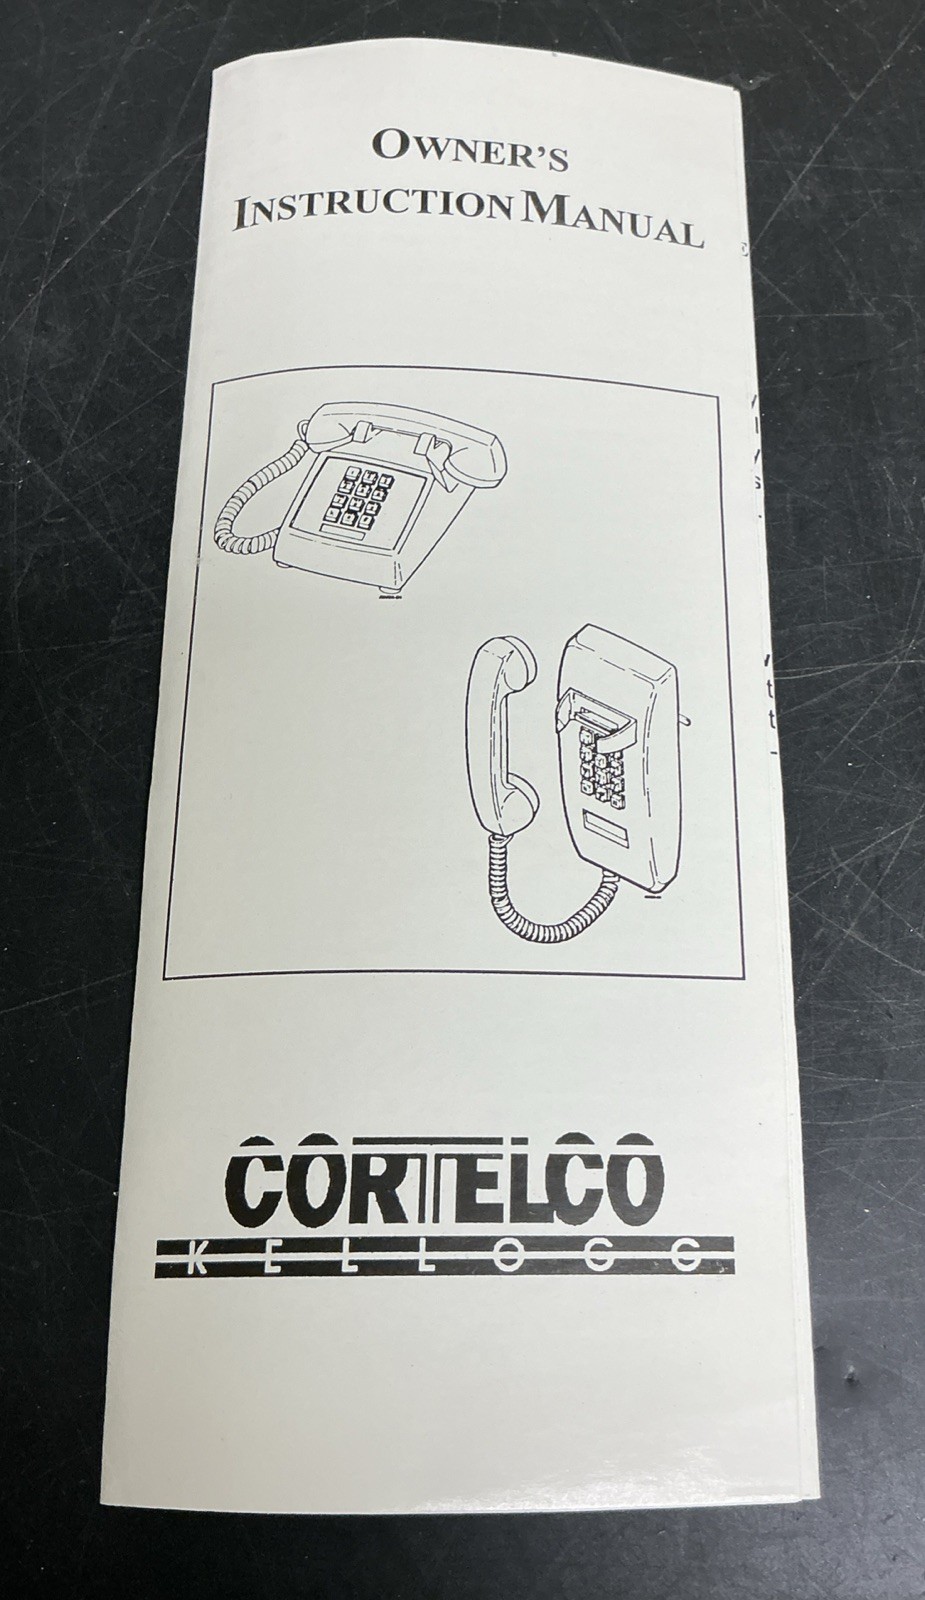 OWNER'S
INSTRUCTION MANUAL
CORTELCO
KELLOGG